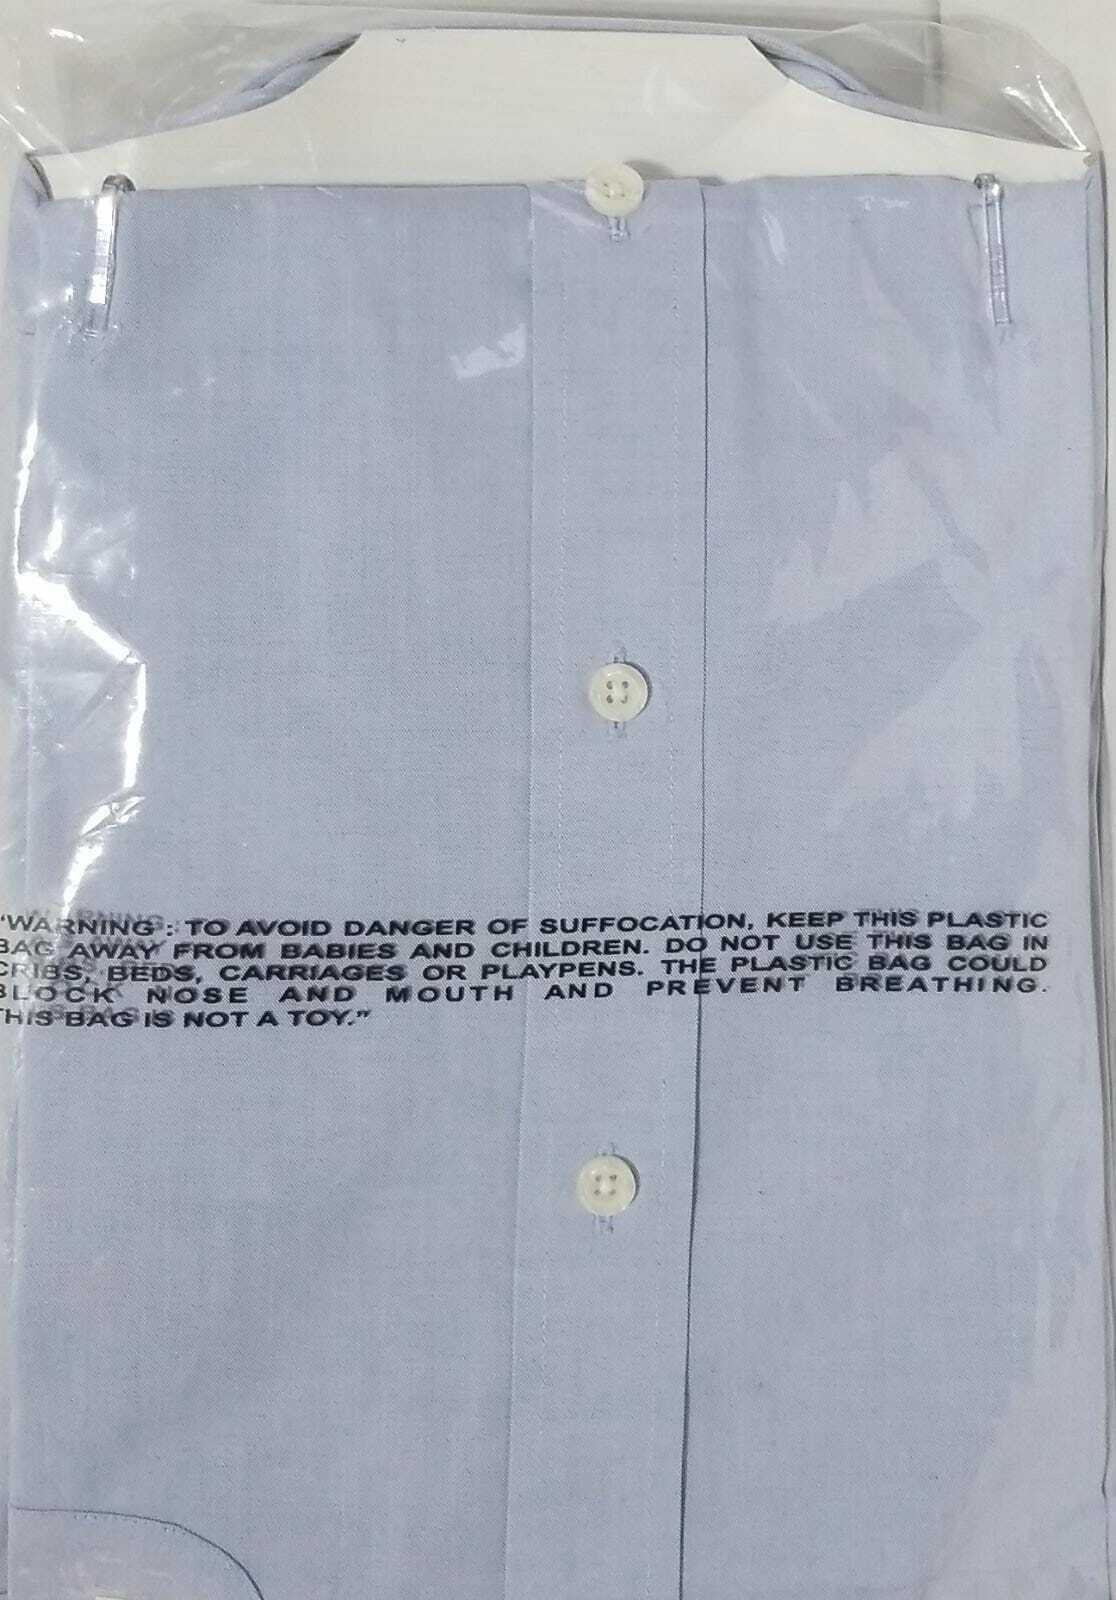 "WARNING: TO AVOID DANGER OF SUFFOCATION, KEEP THIS PLASTIC
BAG AWAY FROM BABIES AND CHILDREN. DO NOT USE THIS BAG IN
CRIBS, BEDS, CARRIAGES OR PLAYPENS. THE PLASTIC BAG COULD
BLOCK NOSE AND MOUTH AND PREVENT BREATHING.
THIS BAG IS NOT A TOY."